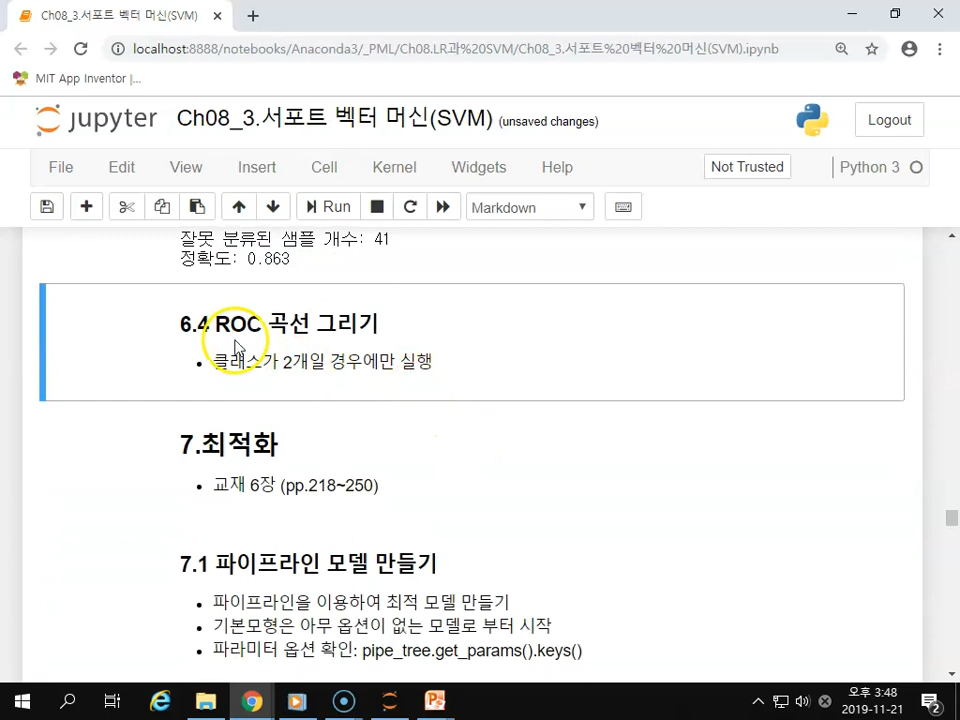 Ch08_3.서포트 벡터 머신(SVM)
localhost:8888/notebooks/Anaconda3/_PML/Ch08.LR과%20SVM/Ch08_3.서포트%20벡터%20머신(SVM).ipynb
MIT App Inventor |...
jupyter Ch08_3.서포트 벡터 머신(SVM) (unsaved changes) Logout
File Edit View Insert Cell Kernel Widgets Help Not Trusted Python 3
Run Markdown
잘못 분류된 샘플 개수: 41
정확도: 0.863
6.4 ROC 곡선 그리기
• 클래스가 2개일 경우에만 실행
7.최적화
• 교재 6장 (pp.218~250)
7.1 파이프라인 모델 만들기
• 파이프라인을 이용하여 최적 모델 만들기
• 기본모형은 아무 옵션이 없는 모델로 부터 시작
• 파라미터 옵션 확인: pipe_tree.get_params().keys()
오후 3:48
2019-11-21
2